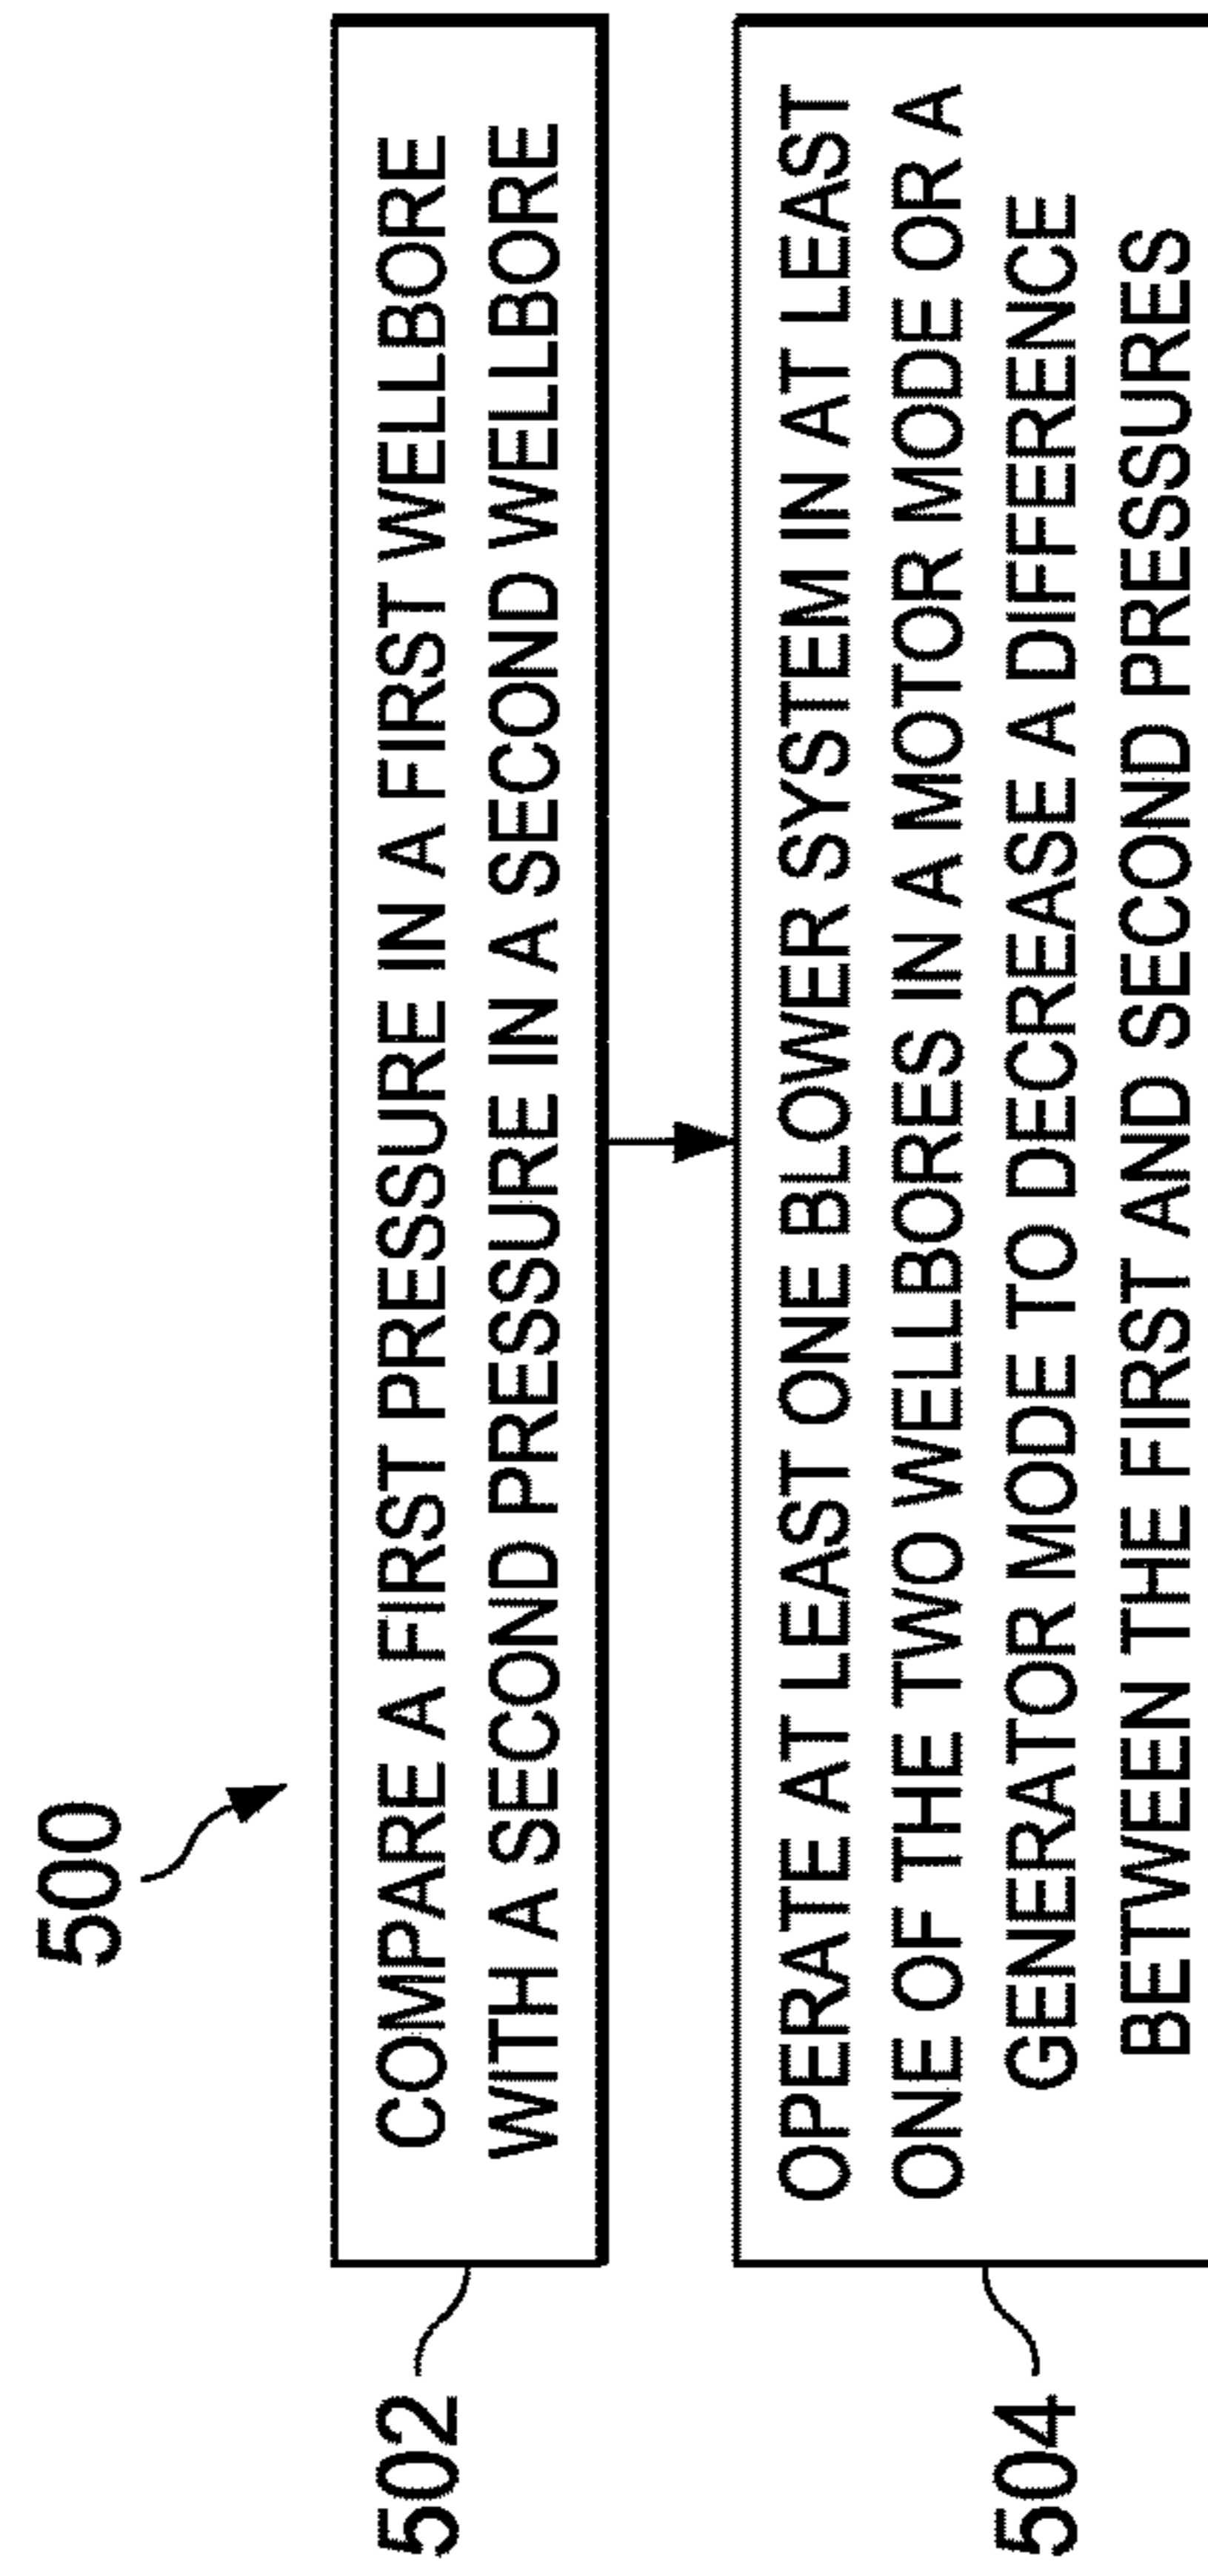 500
502
COMPARE A FIRST PRESSURE IN A FIRST WELLBORE
WITH A SECOND PRESSURE IN A SECOND WELLBORE
504
OPERATE AT LEAST ONE BLOWER SYSTEM IN AT LEAST
ONE OF THE TWO WELLBORES IN A MOTOR MODE OR A
GENERATOR MODE TO DECREASE A DIFFERENCE
BETWEEN THE FIRST AND SECOND PRESSURES